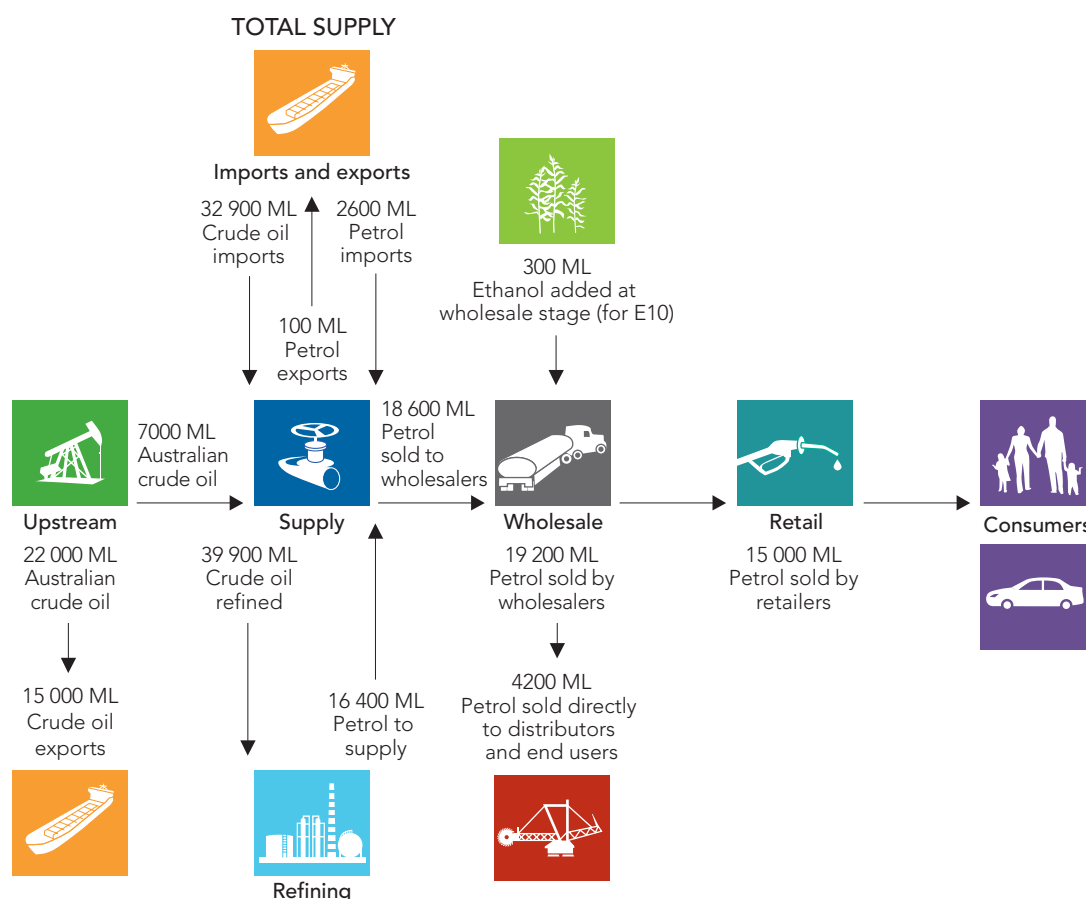 TOTAL SUPPLY
Imports and exports
32 900 ML
Crude oil
imports
2600 ML
Petrol
imports
100 ML
Petrol
exports
300 ML
Ethanol added at
wholesale stage (for E10)
7000 ML
Australian
crude oil
18 600 ML
Petrol
sold to
wholesalers
Upstream
Supply
Wholesale
Retail
Consumers
22 000 ML
Australian
crude oil
39 900 ML
Crude oil
refined
19 200 ML
Petrol sold by
wholesalers
15 000 ML
Petrol sold by
retailers
15 000 ML
Crude oil
exports
16 400 ML
Petrol to
supply
4200 ML
Petrol sold directly
to distributors
and end users
Refining